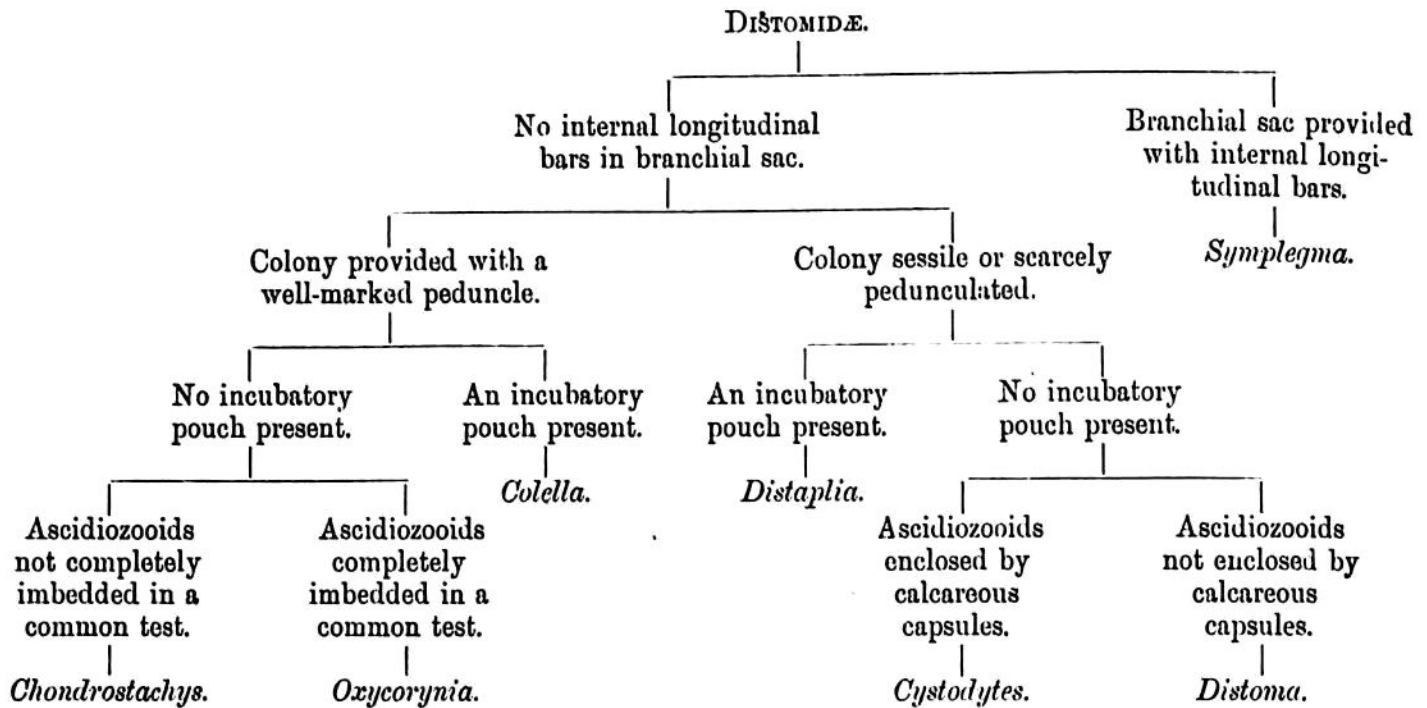 DISTOMIDÆ.
No internal longitudinal
bars in branchial sac.
Branchial sac provided
with internal longi-
tudinal bars.
Symplegma.
Colony provided with a
well-marked peduncle.
Colony sessile or scarcely
pedunculated.
No incubatory
pouch present.
An incubatory
pouch present.
An incubatory
pouch present.
No incubatory
pouch present.
Colella.
Distaplia.
Ascidiozooids
not completely
imbedded in a
common test.
Ascidiozooids
completely
imbedded in a
common test.
Ascidiozooids
enclosed by
calcareous
capsules.
Ascidiozooids
not enclosed by
calcareous
capsules.
Chondrostachys.
Oxycorynia.
Cystodytes.
Distoma.